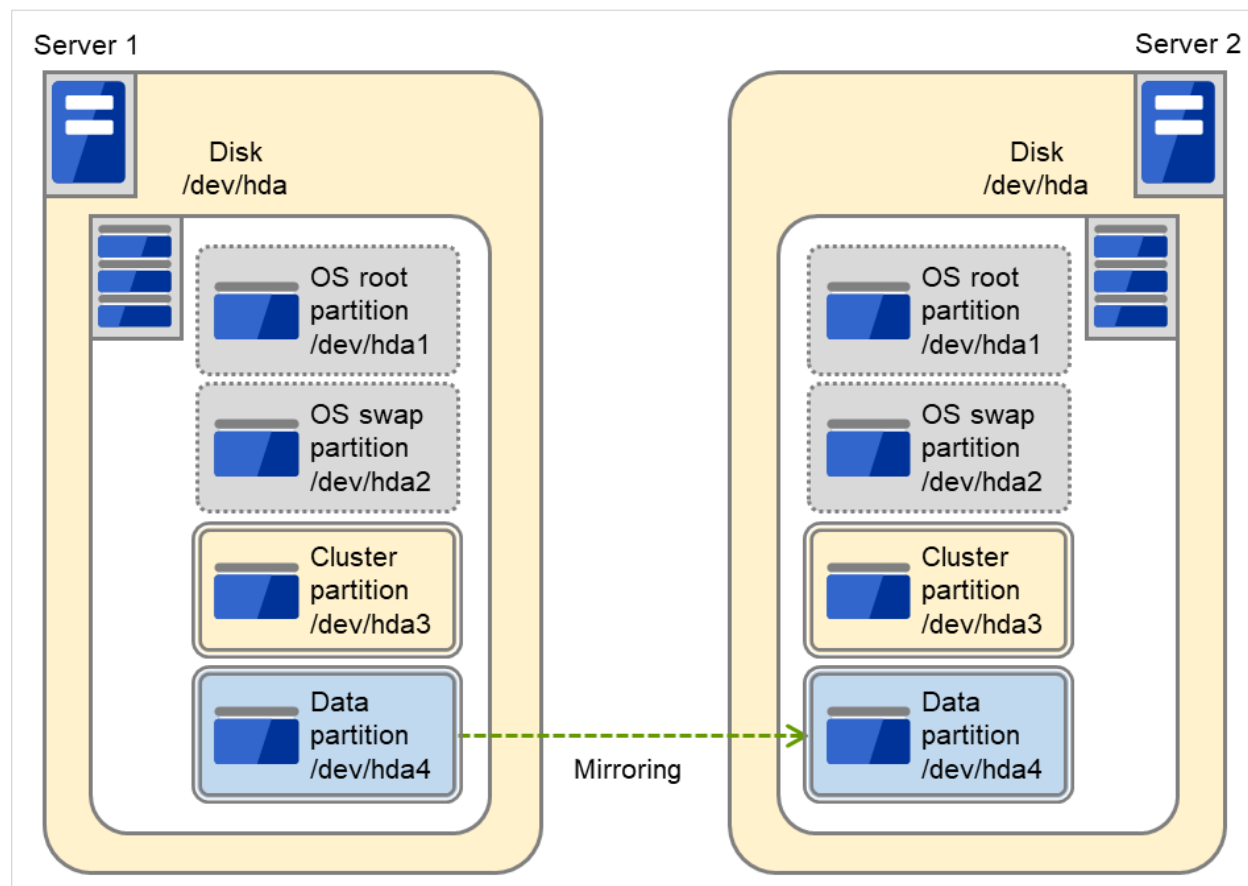 Server 1
Server 2
Disk
/dev/hda
Disk
/dev/hda
OS root
partition
/dev/hda1
OS root
partition
/dev/hda1
OS swap
partition
/dev/hda2
OS swap
partition
/dev/hda2
Cluster
partition
/dev/hda3
Cluster
partition
/dev/hda3
Data
partition
/dev/hda4
Mirroring
Data
partition
/dev/hda4